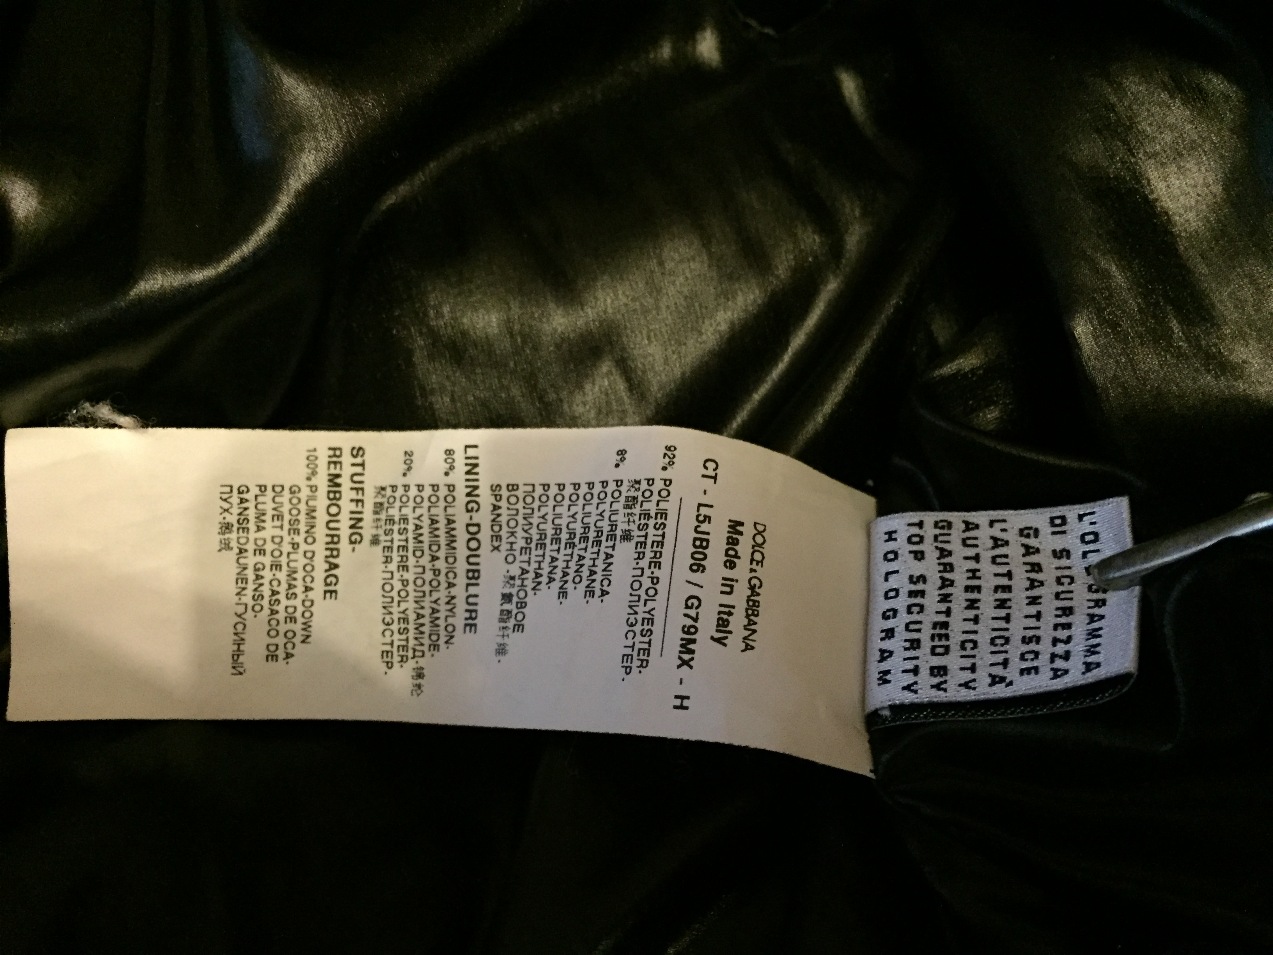 DOLCE & GABBANA
Made in Italy
CT - L5JB06 / G79MX - H
92% POLIESTERE-POLYESTER-
POLIÉSTER-ПОЛИЭСТЕР-
聚酯纤维
8% POLIURETANICA-
POLYURETHANE-
POLIURETANO-
POLYURÉTHANE-
POLIURETANA-
POLYURETHAN-
ПОЛИУРЕТАНОВОЕ
ВОЛОКНО-聚氨酯纤维-
SPANDEX
LINING-DOUBLURE
80% POLIAMMIDICA-NYLON-
POLIAMIDA-POLYAMIDE-
POLYAMID-ПОЛИАМИД-锦纶
20% POLIESTERE-POLYESTER-
POLIÉSTER-ПОЛИЭСТЕР-
聚酯纤维
STUFFING-
REMBOURRAGE
100% PIUMINO D'OCA-DOWN
GOOSE-PLUMAS DE OCA-
DUVET D'OIE-CASACO DE
PLUMA DE GANSO-
GANSEDAUNEN-ГУСИНЫЙ
ПУХ-鹅绒
DI SICUREZZA
GARANTISCE
L'AUTENTICITÀ
AUTHENTICITY
GUARANTEED BY
TOP SECURITY
HOLOGRAM